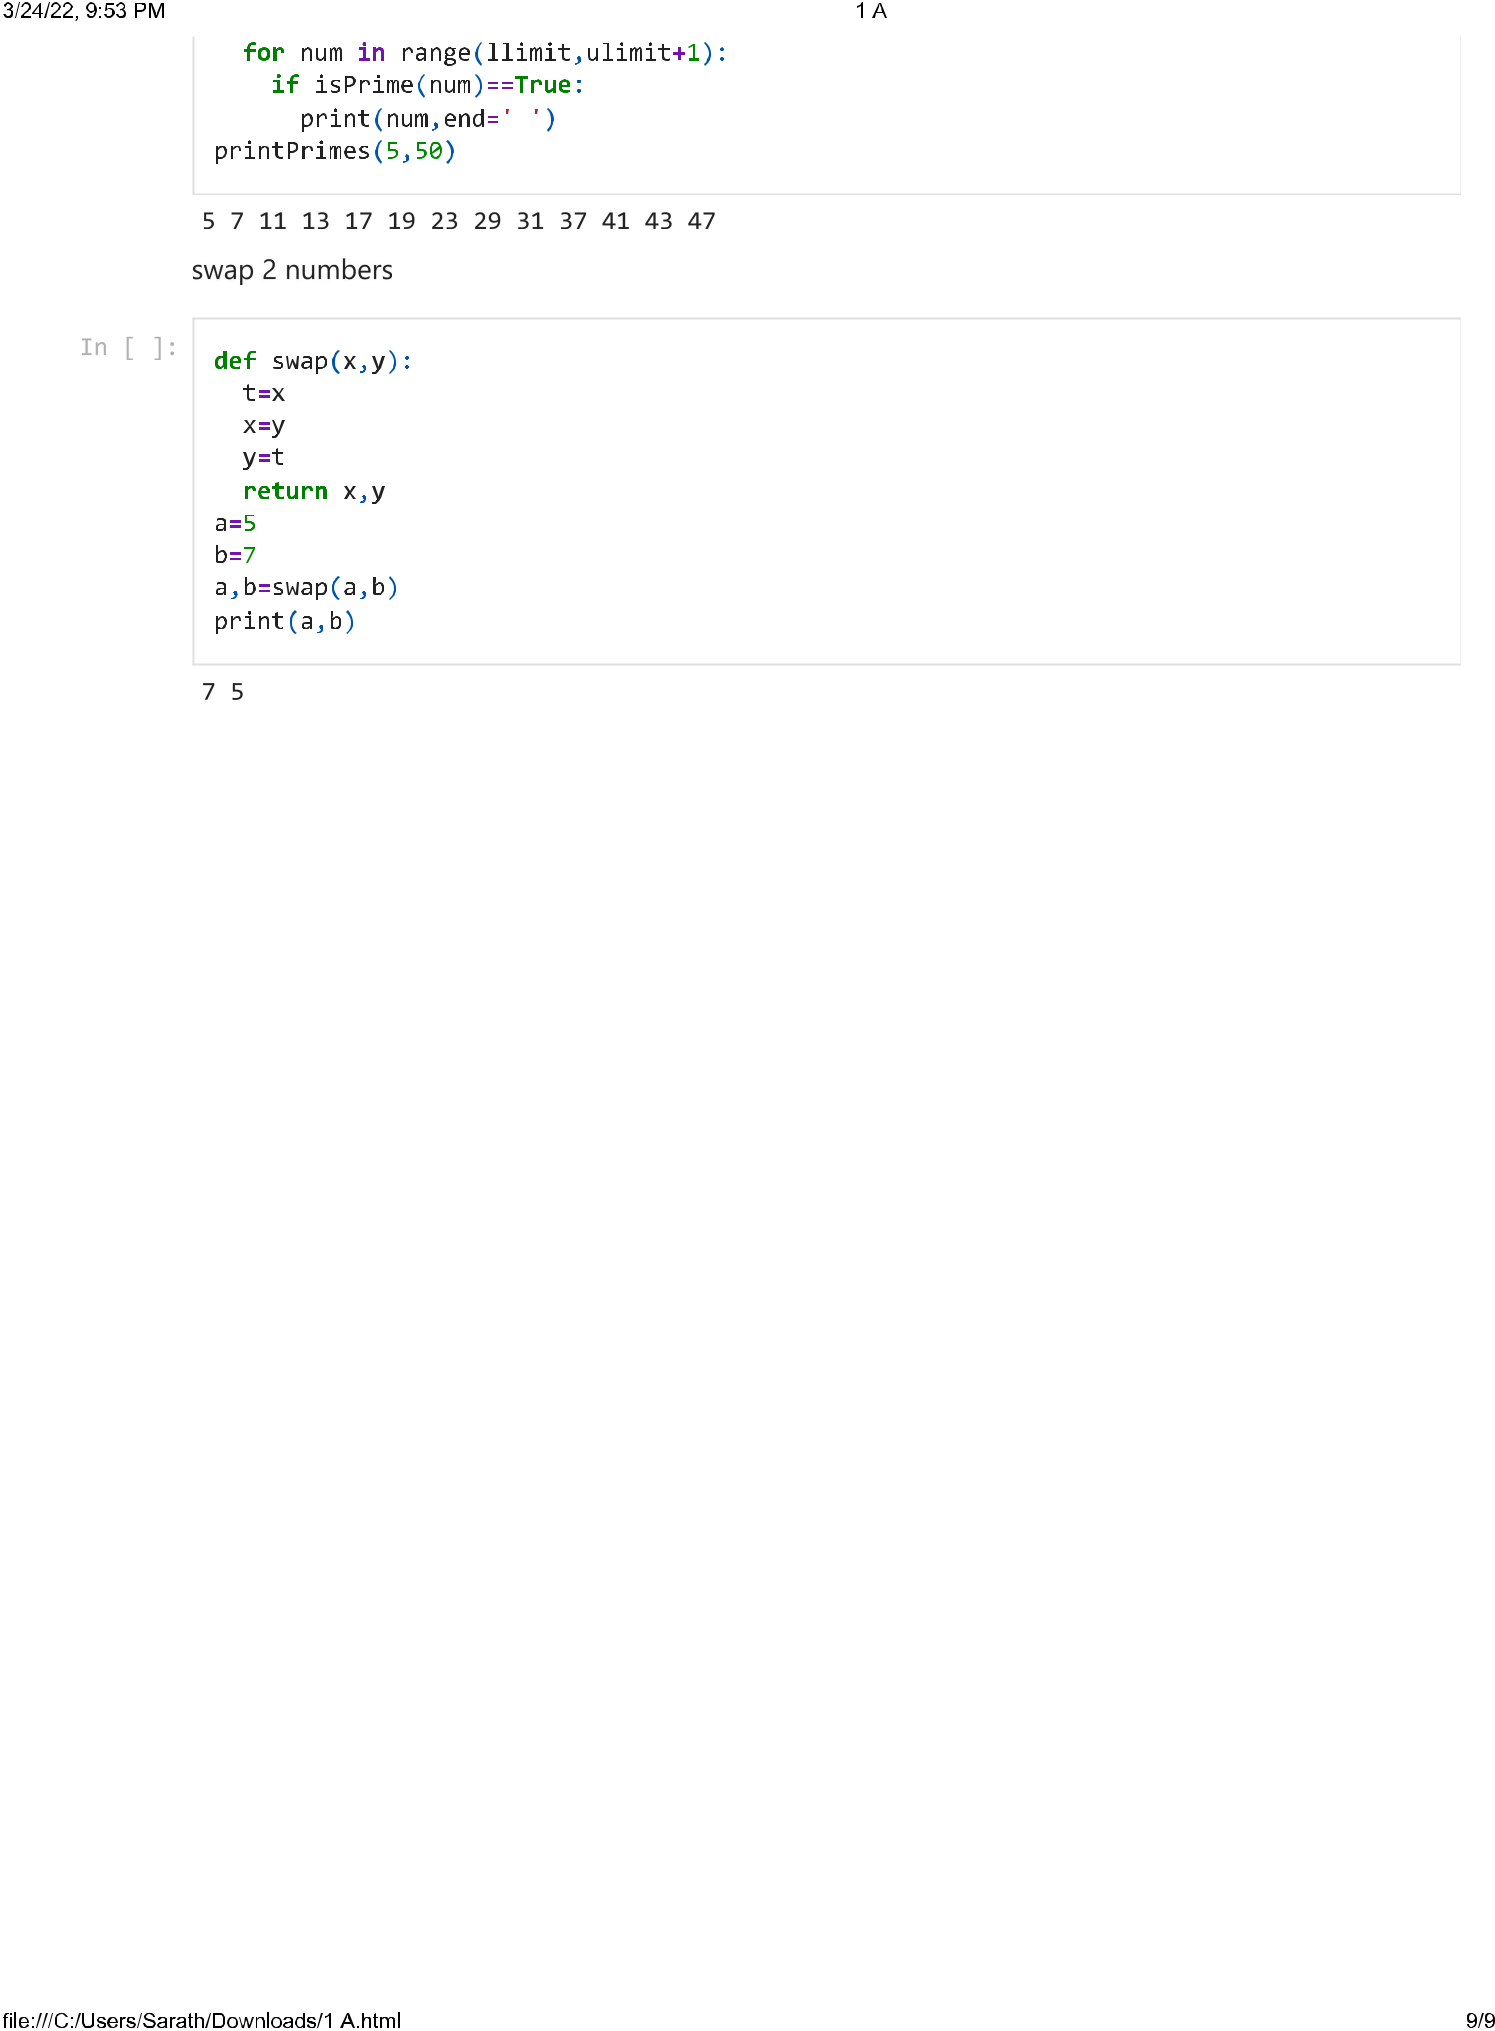 3/24/22, 9:53 PM 1 A
for num in range(llimit,ulimit+1):
if isPrime(num)==True:
print(num,end=' ')
printPrimes(5,50)
5 7 11 13 17 19 23 29 31 37 41 43 47
swap 2 numbers
In [ ]:
def swap(x,y):
t=x
x=y
y=t
return x,y
a=5
b=7
a,b=swap(a,b)
print(a,b)
7 5
file:///C:/Users/Sarath/Downloads/1 A.html 9/9